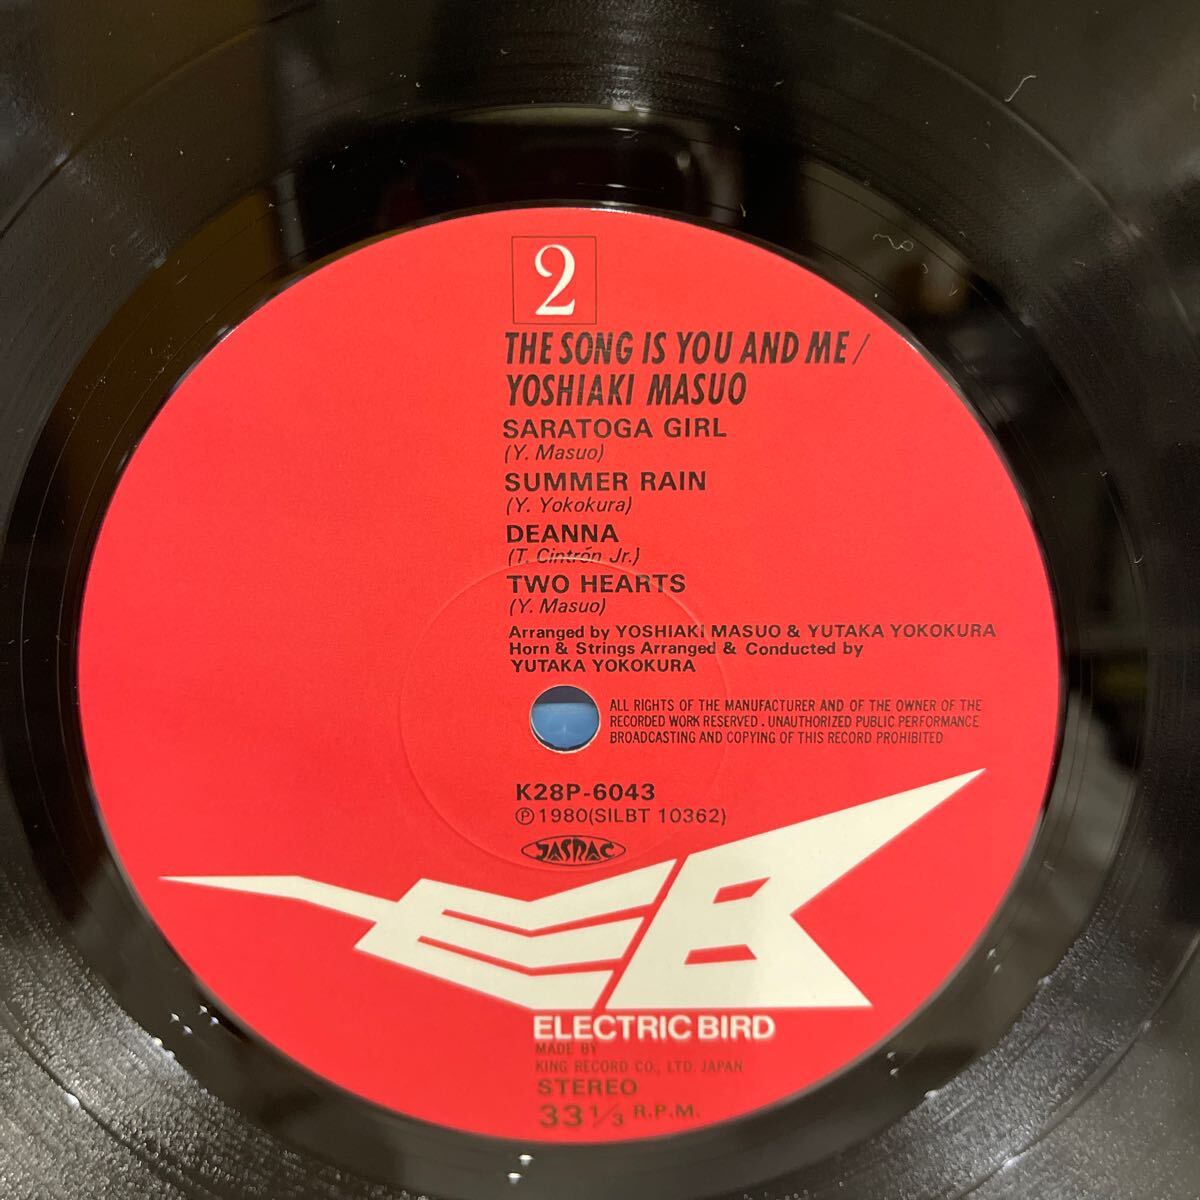 2
THE SONG IS YOU AND ME /
YOSHIAKI MASUO
SARATOGA GIRL
(Y. Masuo)
SUMMER RAIN
(Y. Yokokura)
DEANNA
(T. Cintrón Jr.)
TWO HEARTS
(Y. Masuo)
Arranged by YOSHIAKI MASUO & YUTAKA YOKOKURA
Horn & Strings Arranged & Conducted by
YUTAKA YOKOKURA
ALL RIGHTS OF THE MANUFACTURER AND OF THE OWNER OF THE
RECORDED WORK RESERVED . UNAUTHORIZED PUBLIC PERFORMANCE
BROADCASTING AND COPYING OF THIS RECORD PROHIBITED
K28P-6043
℗1980(SILBT 10362)
JASRAC
EB
ELECTRIC BIRD
MADE BY
KING RECORD CO., LTD. JAPAN
STEREO
33 1/3 R.P.M.